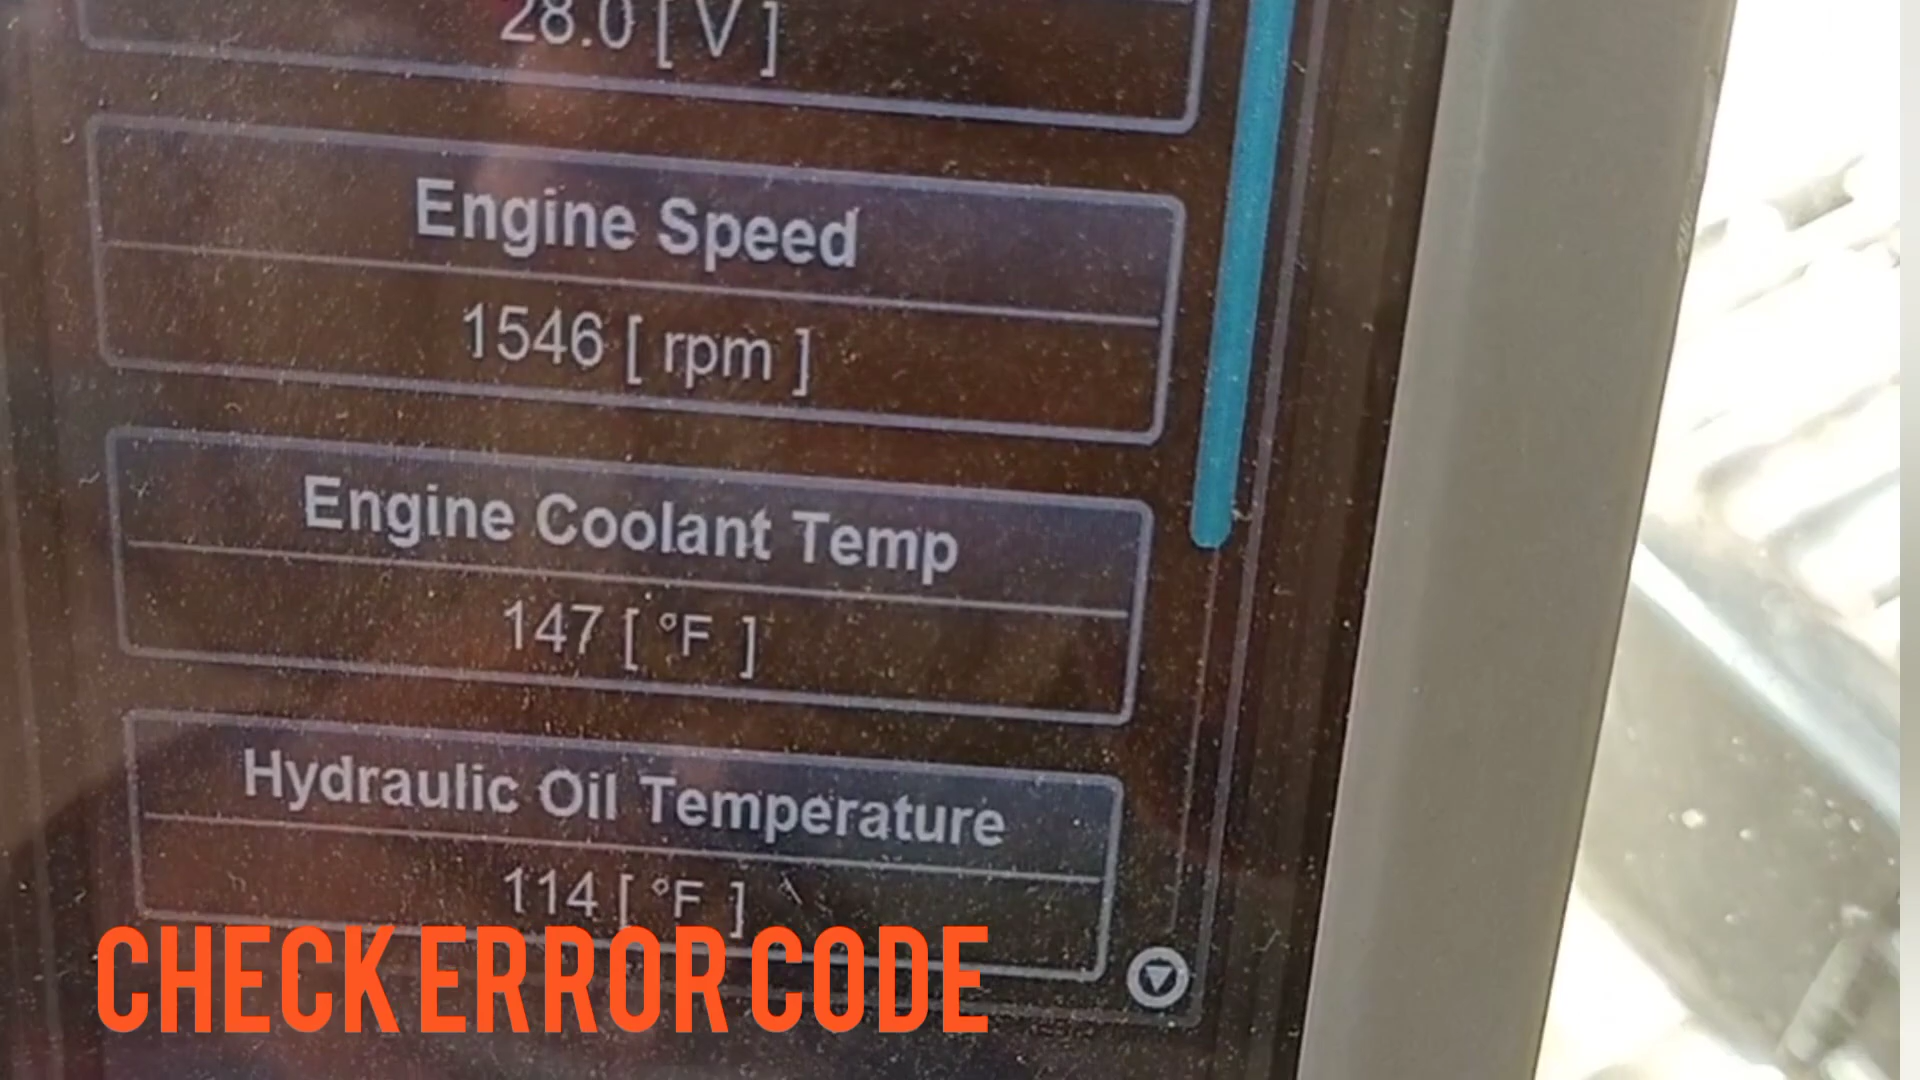 28.0 [ V ]
Engine Speed
1546 [ rpm ]
Engine Coolant Temp
147 [ °F ]
Hydraulic Oil Temperature
114 [ °F ]
CHECK ERROR CODE